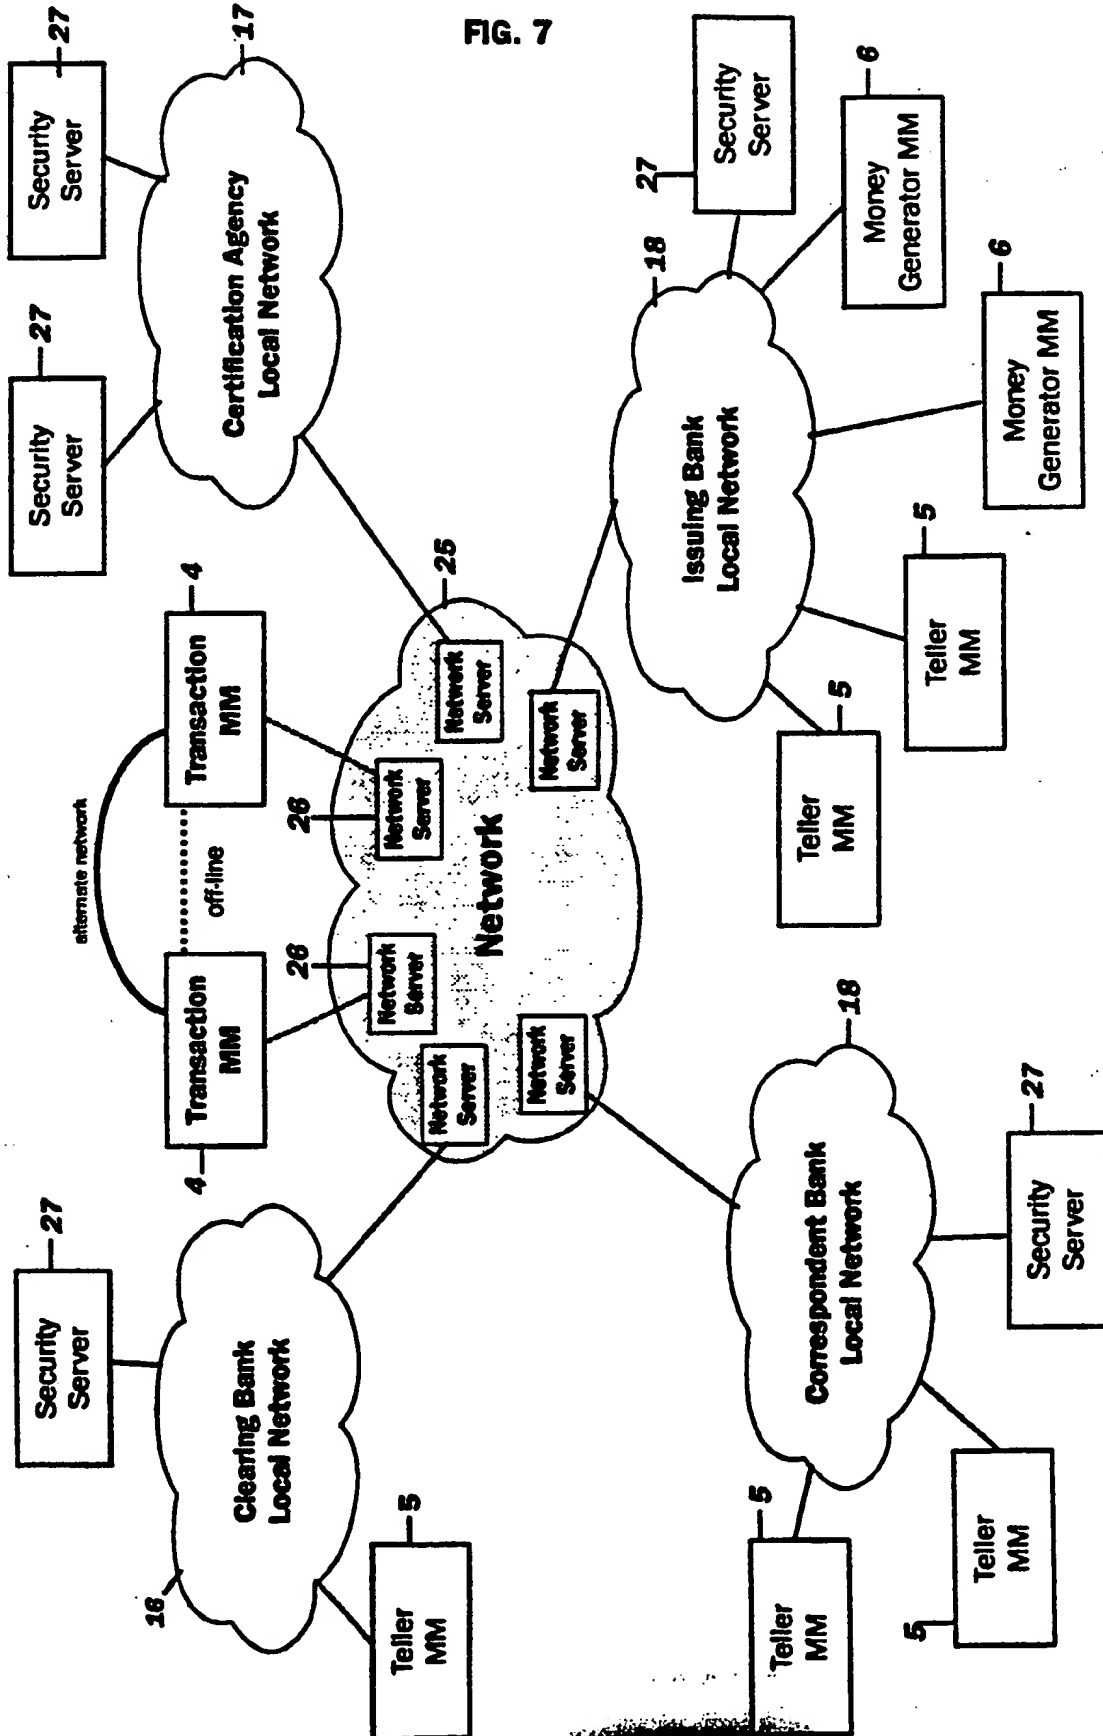 FIG. 7
Security
Server
27
Security
Server
27
17
Certification Agency
Local Network
alternate network
off-line
Transaction
MM
4
Transaction
MM
4
Security
Server
27
Clearing Bank
Local Network
16
Teller
MM
5
25
Network
Network
Server
26
Network
Server
26
Network
Server
Network
Server
Network
Server
Network
Server
Correspondent Bank
Local Network
18
Teller
MM
5
Teller
MM
5
Security
Server
27
Issuing Bank
Local Network
18
Teller
MM
5
Teller
MM
5
Money
Generator MM
6
Money
Generator MM
6
Security
Server
27